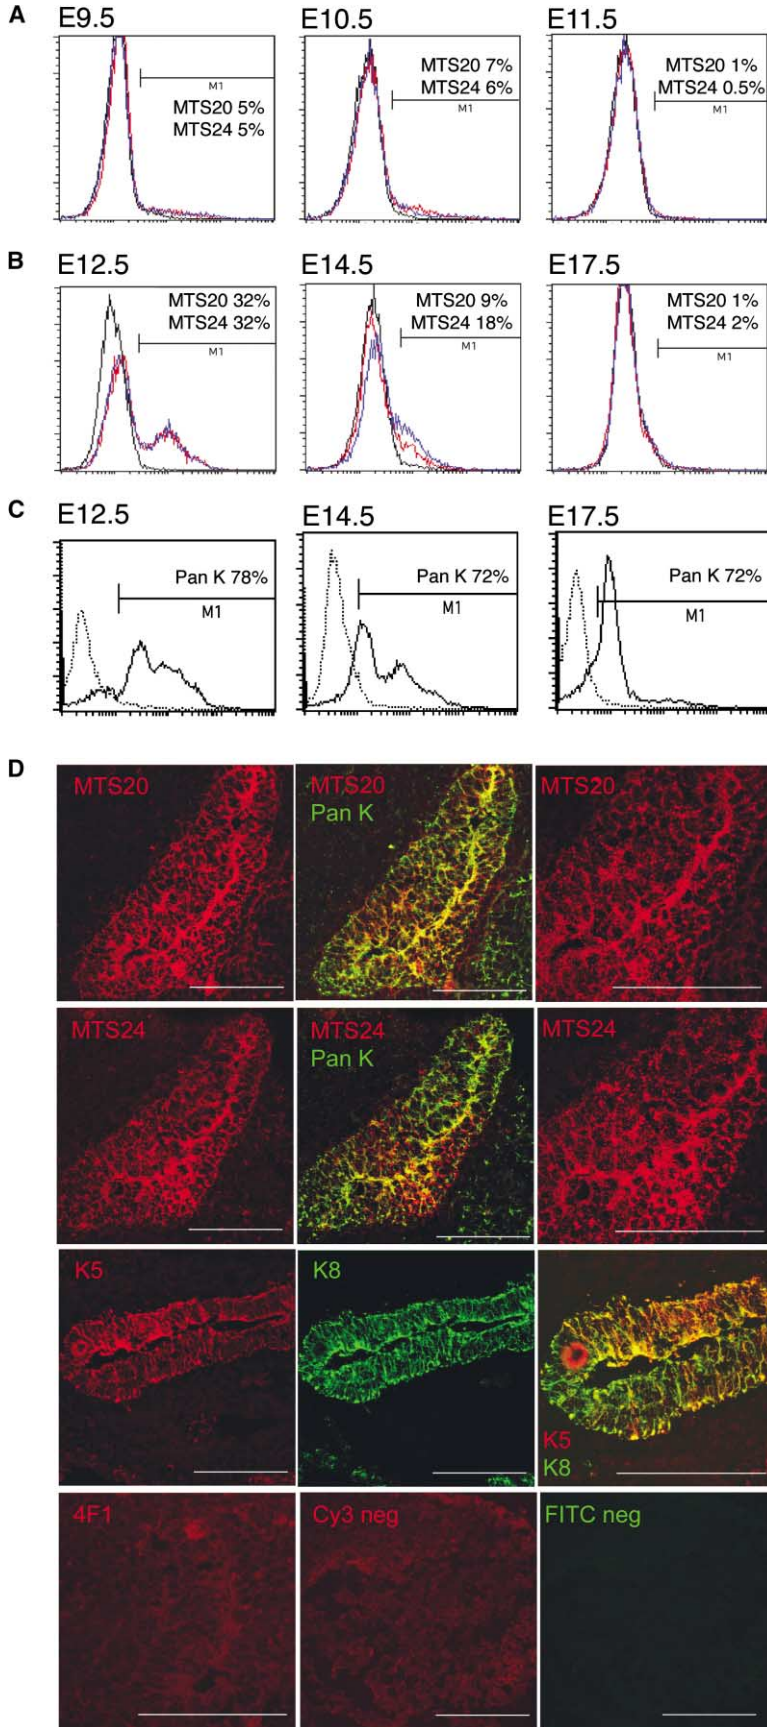 A
E9.5
E10.5
E11.5
M1
MTS20 5%
MTS24 5%
MTS20 7%
MTS24 6%
M1
MTS20 1%
MTS24 0.5%
M1
B
E12.5
E14.5
E17.5
MTS20 32%
MTS24 32%
M1
MTS20 9%
MTS24 18%
M1
MTS20 1%
MTS24 2%
M1
C
E12.5
E14.5
E17.5
Pan K 78%
M1
Pan K 72%
M1
Pan K 72%
M1
D
MTS20
MTS20
Pan K
MTS20
MTS24
MTS24
Pan K
MTS24
K5
K8
K5
K8
4F1
Cy3 neg
FITC neg